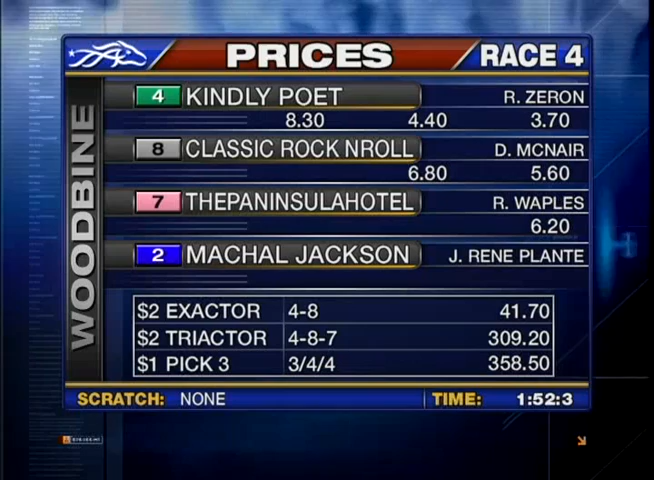 PRICES
RACE 4
WOODBINE
4 KINDLY POET R. ZERON
8.30 4.40 3.70
8 CLASSIC ROCK NROLL D. MCNAIR
6.80 5.60
7 THEPANINSULAHOTEL R. WAPLES
6.20
2 MACHAL JACKSON J. RENE PLANTE
$2 EXACTOR 4-8 41.70
$2 TRIACTOR 4-8-7 309.20
$1 PICK 3 3/4/4 358.50
SCRATCH: NONE TIME: 1:52:3